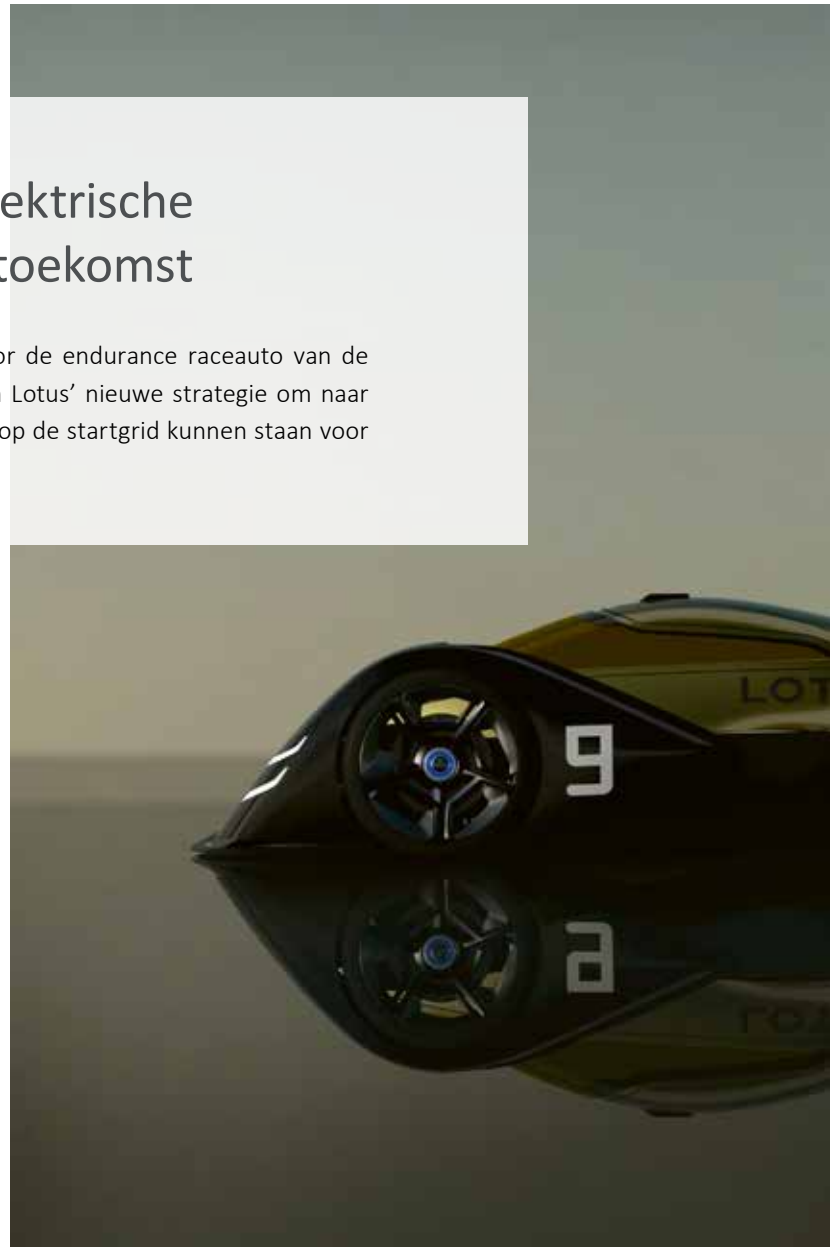 ektrische
toekomst
or de endurance raceauto van de
Lotus’ nieuwe strategie om naar
op de startgrid kunnen staan voor
LOT
9